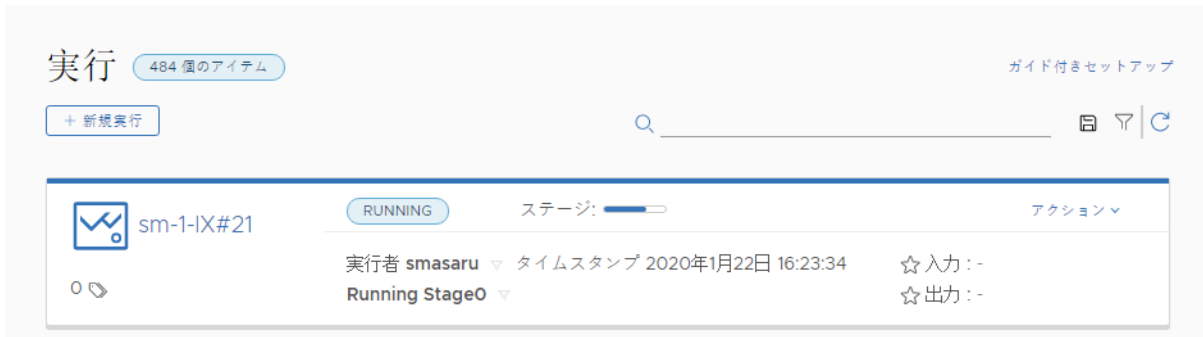 実行 484 個のアイテム ガイド付きセットアップ
+ 新規実行
sm-1-IX#21 RUNNING ステージ: アクション
実行者 smasaru タイムスタンプ 2020年1月22日 16:23:34 入力 : -
0 Running Stage0 出力 : -